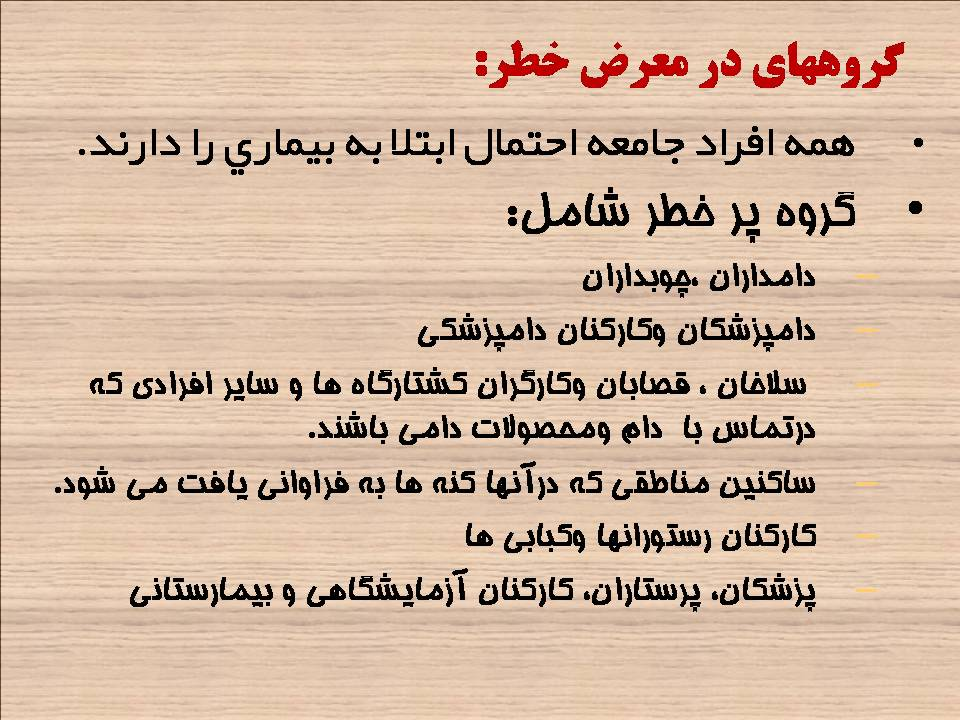 گروههای در معرض خطر:
• همه افراد جامعه احتمال ابتلا به بيماري را دارند.
• گروه پر خطر شامل:
– دامداران ،چوبداران
– دامپزشکان وکارکنان دامپزشکی
– سلاخان ، قصابان وکارگران کشتارگاه ها و سایر افرادی که
درتماس با دام ومحصولات دامی باشند.
– ساکنین مناطقی که درآنها کنه ها به فراوانی یافت می شود.
– کارکنان رستورانها وکبابی ها
– پزشکان، پرستاران، کارکنان آزمایشگاهی و بیمارستانی